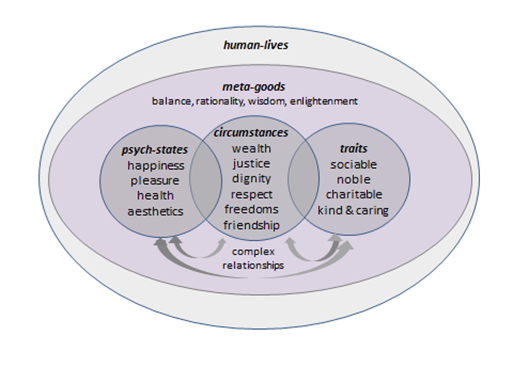 human-lives
meta-goods
balance, rationality, wisdom, enlightenment
psych-states
happiness
pleasure
health
aesthetics
circumstances
wealth
justice
dignity
respect
freedoms
friendship
traits
sociable
noble
charitable
kind & caring
complex
relationships